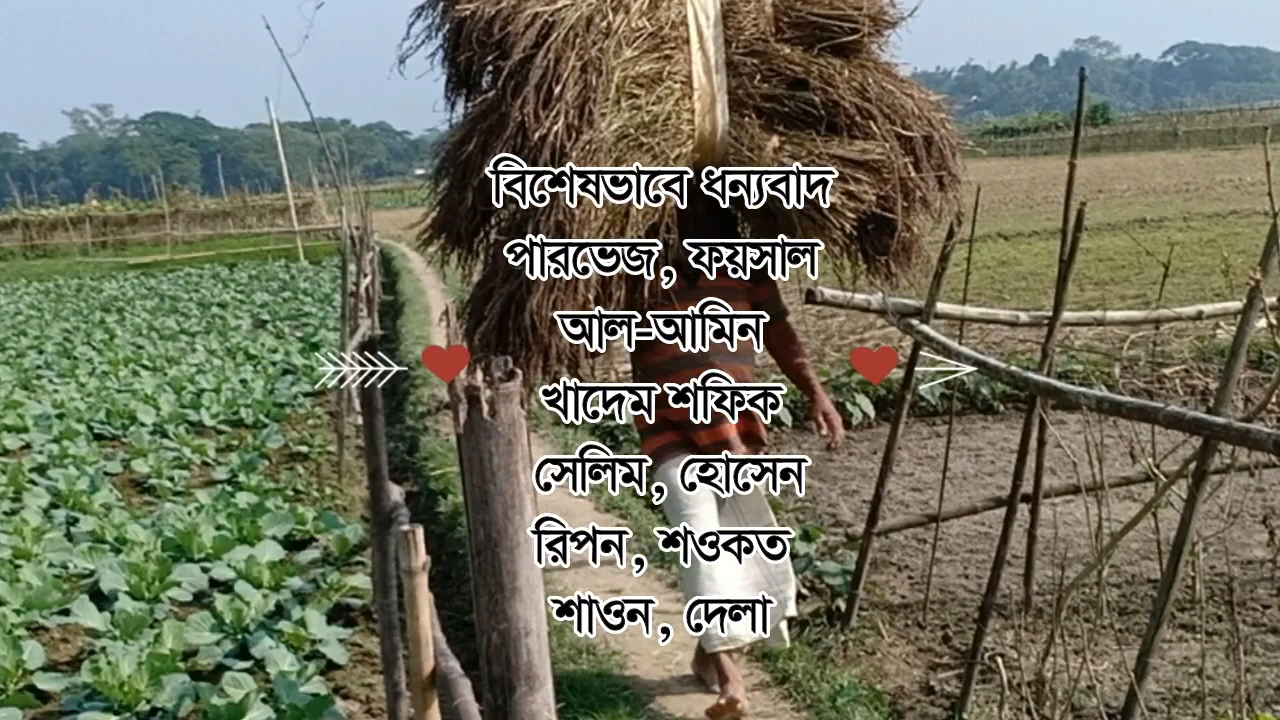 বিশেষভাবে ধন্যবাদ
পারভেজ, ফয়সাল
আল-আমিন
খাদেম শফিক
সেলিম, হোসেন
রিপন, শওকত
শাওন, দেলা